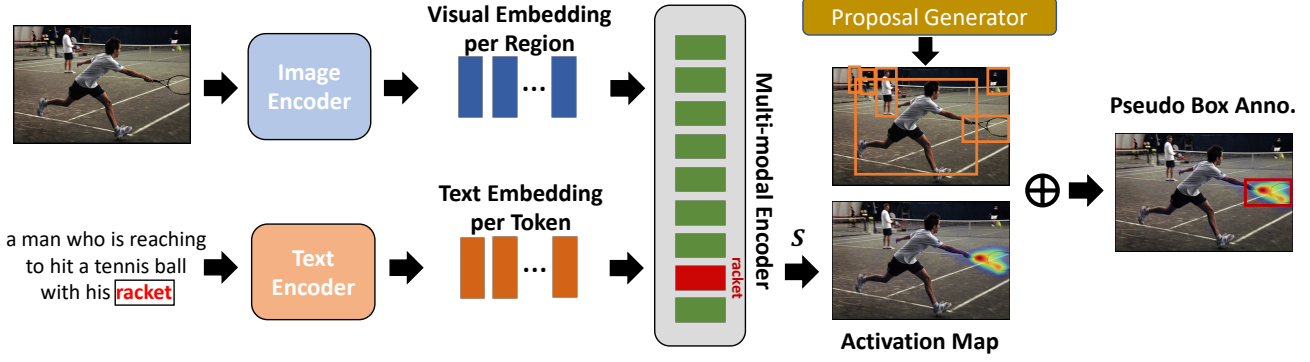 Visual Embedding
per Region
Image
Encoder
...
a man who is reaching
to hit a tennis ball
with his racket
Text
Encoder
Text Embedding
per Token
...
Multi-modal Encoder
racket
S
Proposal Generator
Activation Map
Pseudo Box Anno.